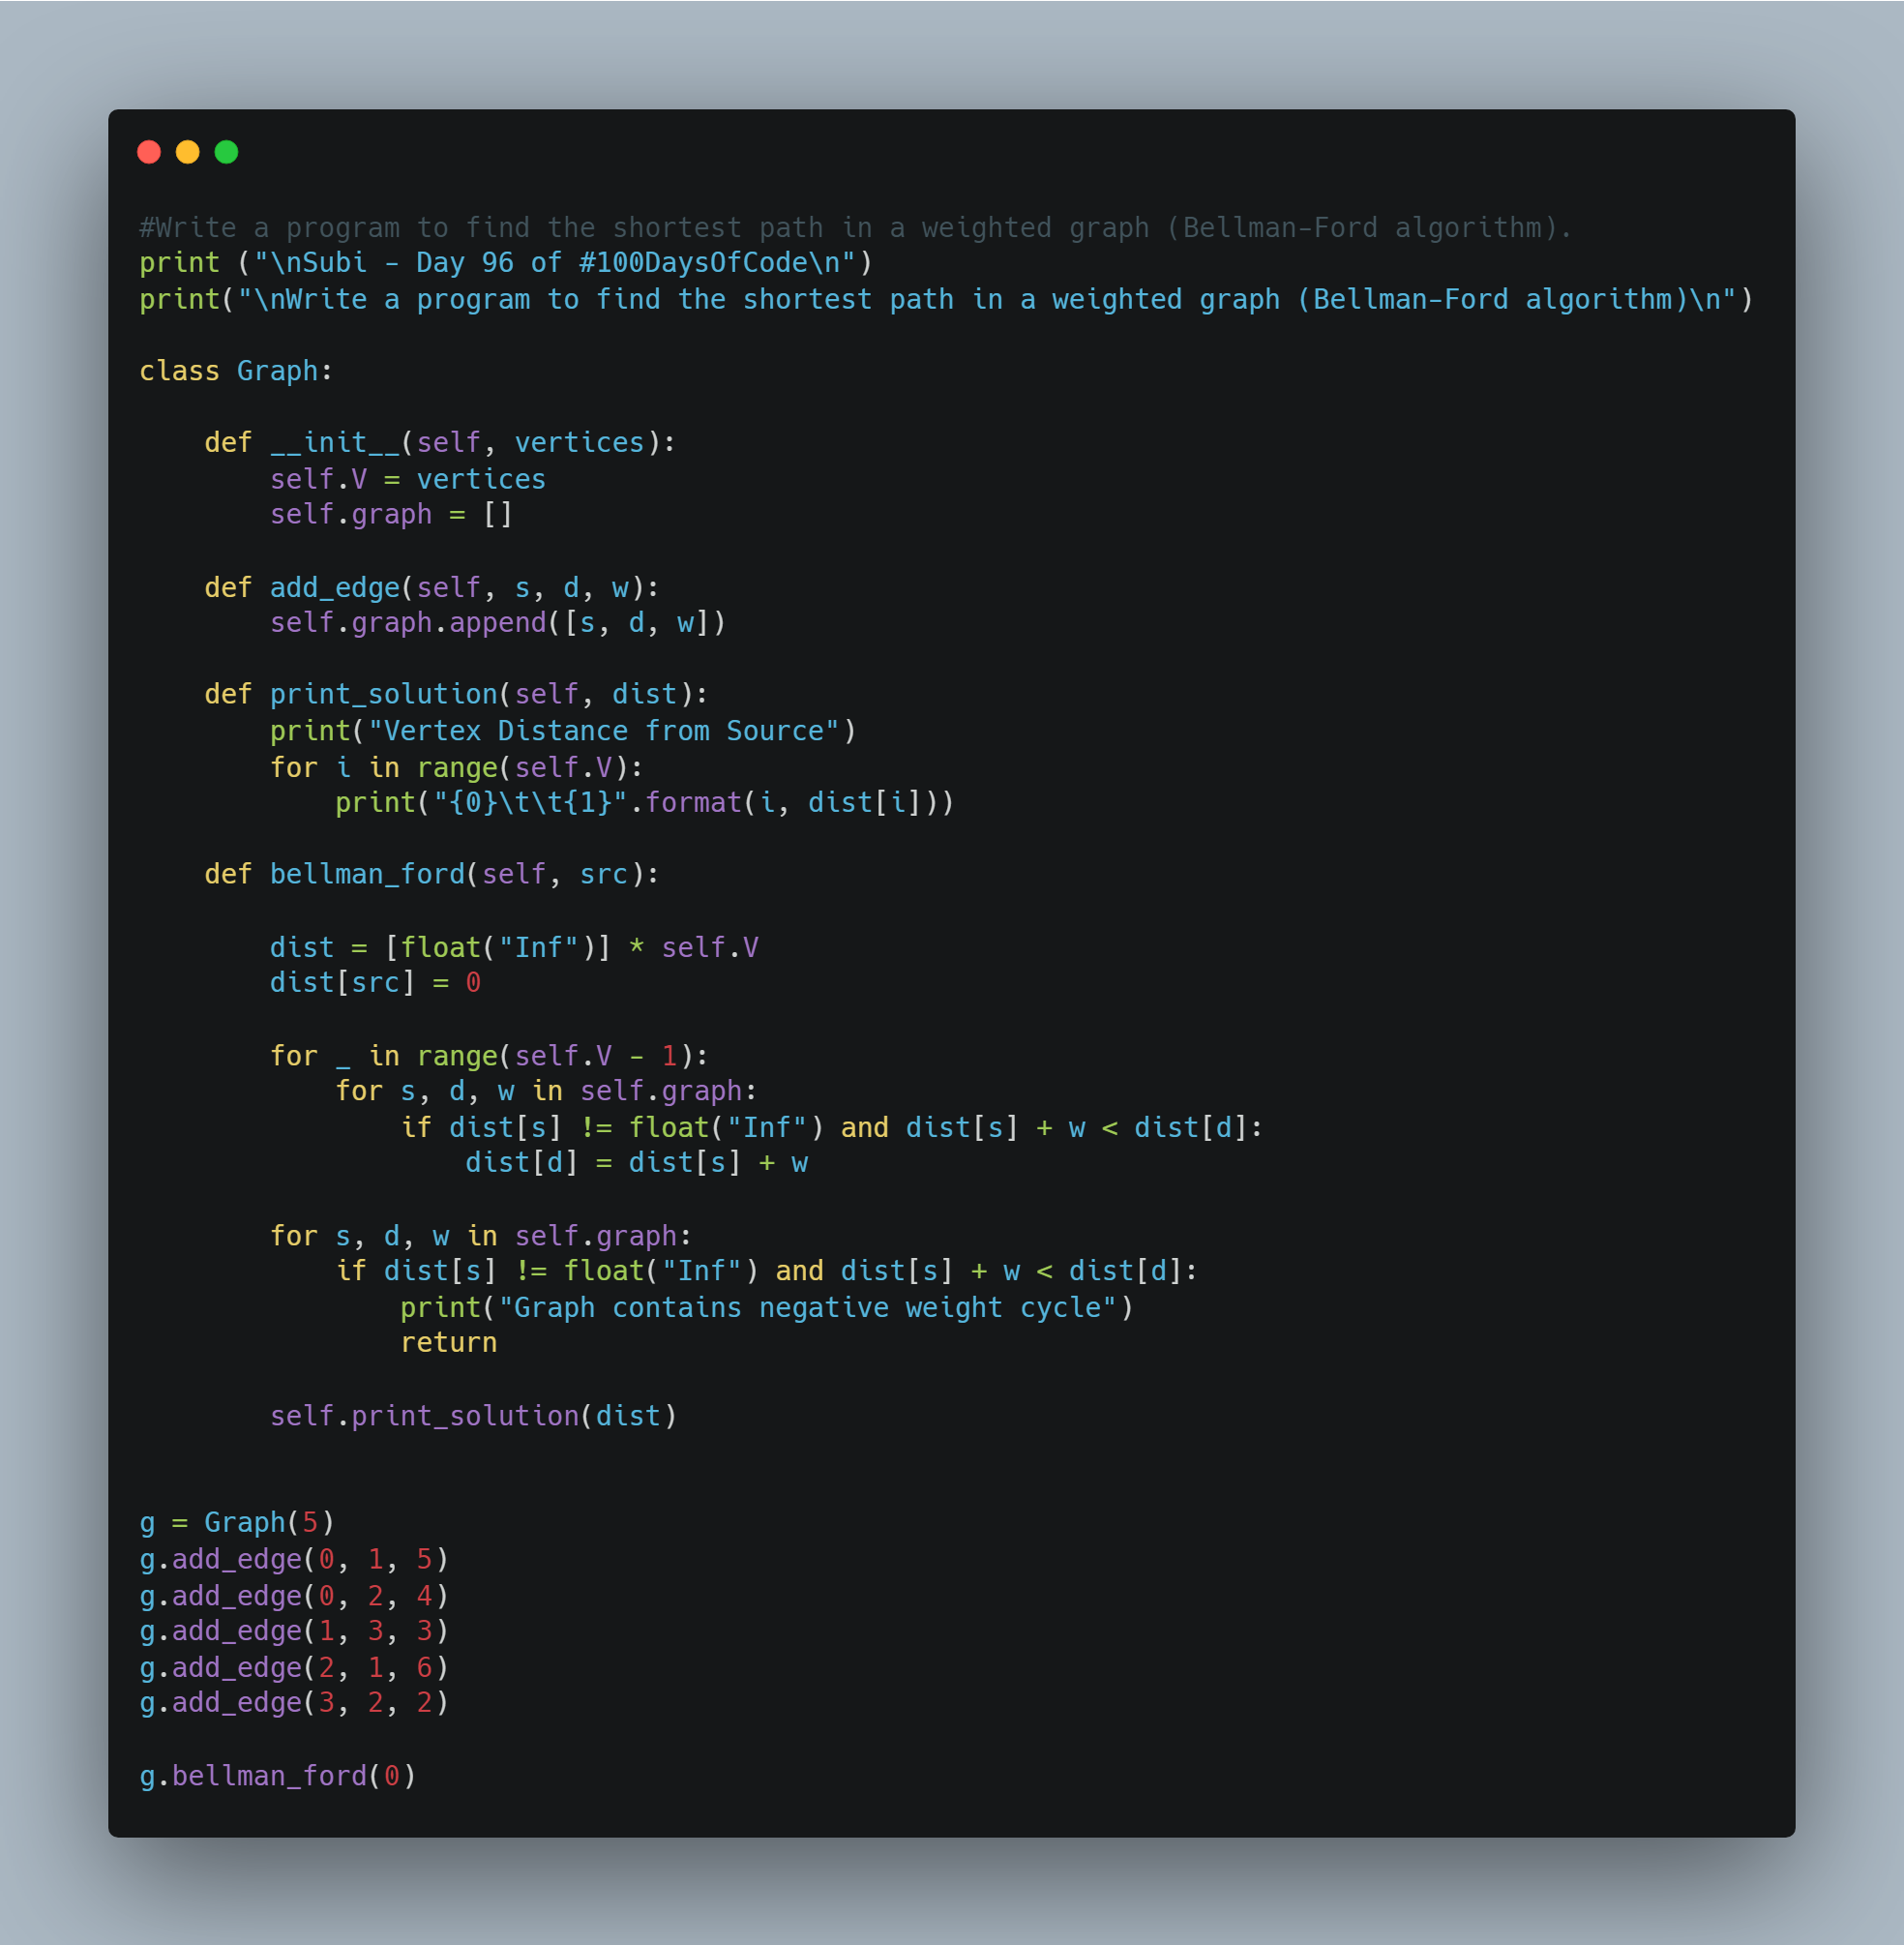 #Write a program to find the shortest path in a weighted graph (Bellman-Ford algorithm).
print ("\nSubi - Day 96 of #100DaysOfCode\n")
print("\nWrite a program to find the shortest path in a weighted graph (Bellman-Ford algorithm)\n")

class Graph:

    def __init__(self, vertices):
        self.V = vertices
        self.graph = []

    def add_edge(self, s, d, w):
        self.graph.append([s, d, w])

    def print_solution(self, dist):
        print("Vertex Distance from Source")
        for i in range(self.V):
            print("{0}\t\t{1}".format(i, dist[i]))

    def bellman_ford(self, src):

        dist = [float("Inf")] * self.V
        dist[src] = 0

        for _ in range(self.V - 1):
            for s, d, w in self.graph:
                if dist[s] != float("Inf") and dist[s] + w < dist[d]:
                    dist[d] = dist[s] + w

        for s, d, w in self.graph:
            if dist[s] != float("Inf") and dist[s] + w < dist[d]:
                print("Graph contains negative weight cycle")
                return

        self.print_solution(dist)


g = Graph(5)
g.add_edge(0, 1, 5)
g.add_edge(0, 2, 4)
g.add_edge(1, 3, 3)
g.add_edge(2, 1, 6)
g.add_edge(3, 2, 2)

g.bellman_ford(0)